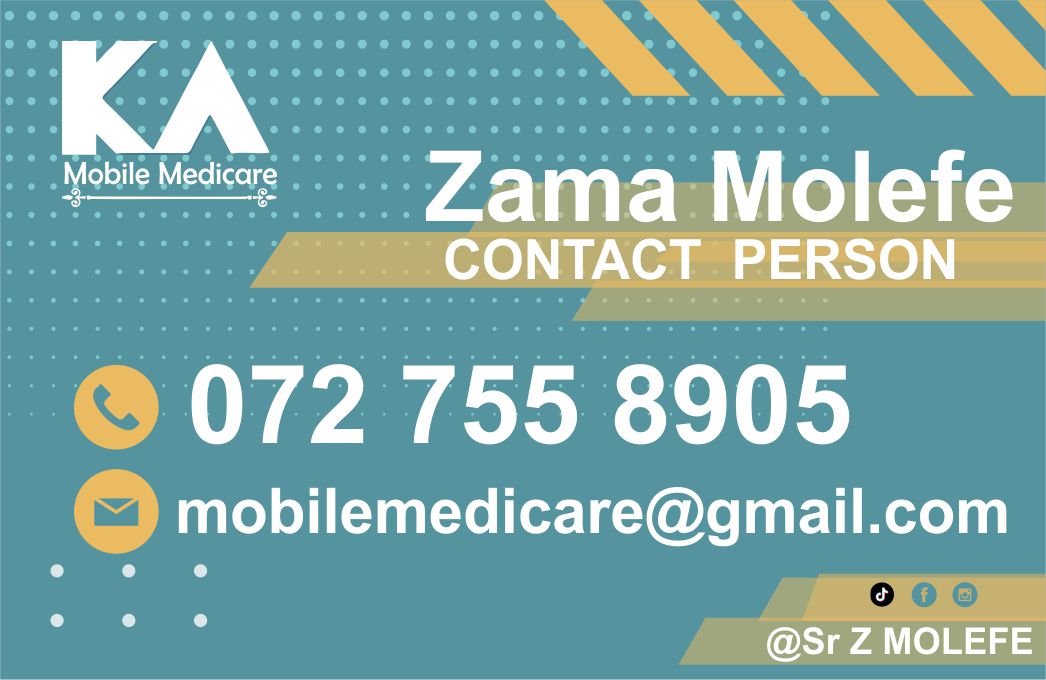 KA
Mobile Medicare
Zama Molefe
CONTACT PERSON
072 755 8905
mobilemedicare@gmail.com
@Sr Z MOLEFE